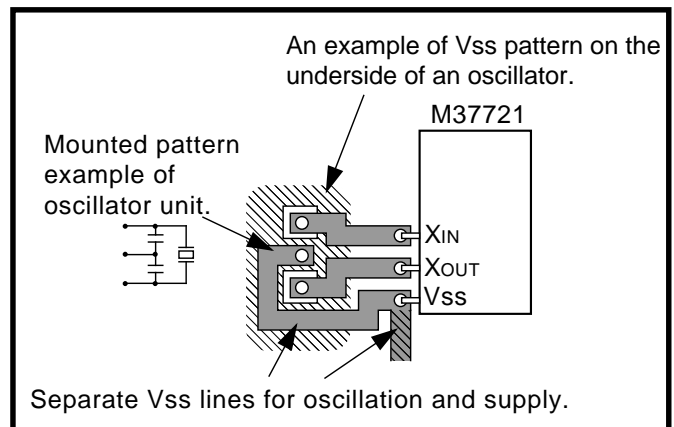 An example of Vss pattern on the
underside of an oscillator.
M37721
Mounted pattern
example of
oscillator unit.
XIN
XOUT
Vss
Separate Vss lines for oscillation and supply.